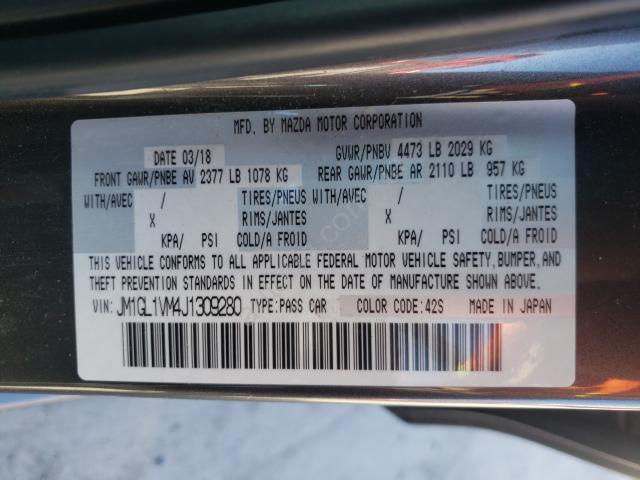 MFD. BY MAZDA MOTOR CORPORATION
DATE 03/18 GVWR/PNBV 4473 LB 2029 KG
FRONT GAWR/PNBE AV 2377 LB 1078 KG REAR GAWR/PNBE AR 2110 LB 957 KG
WITH/AVEC / TIRES/PNEUS WITH/AVEC / TIRES/PNEUS
X RIMS/JANTES X RIMS/JANTES
KPA/ PSI COLD/A FROID KPA/ PSI COLD/A FROID
THIS VEHICLE CONFORMS TO ALL APPLICABLE FEDERAL MOTOR VEHICLE SAFETY, BUMPER, AND
THEFT PREVENTION STANDARDS IN EFFECT ON THE DATE OF MANUFACTURE SHOWN ABOVE.
VIN: JM1GL1VM4J1309280 TYPE:PASS CAR COLOR CODE:42S MADE IN JAPAN